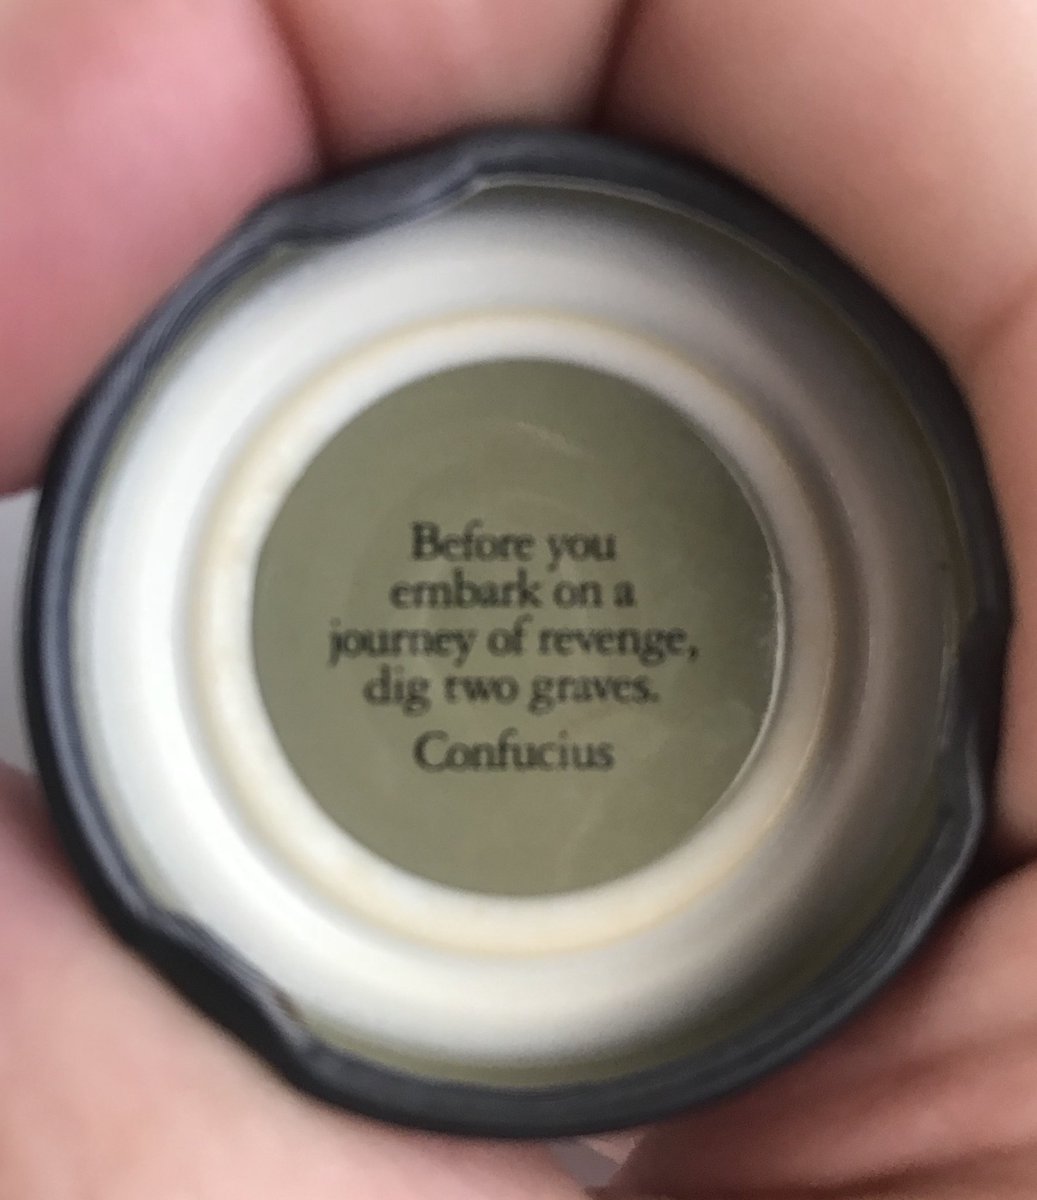 Before you
embark on a
journey of revenge,
dig two graves.
Confucius